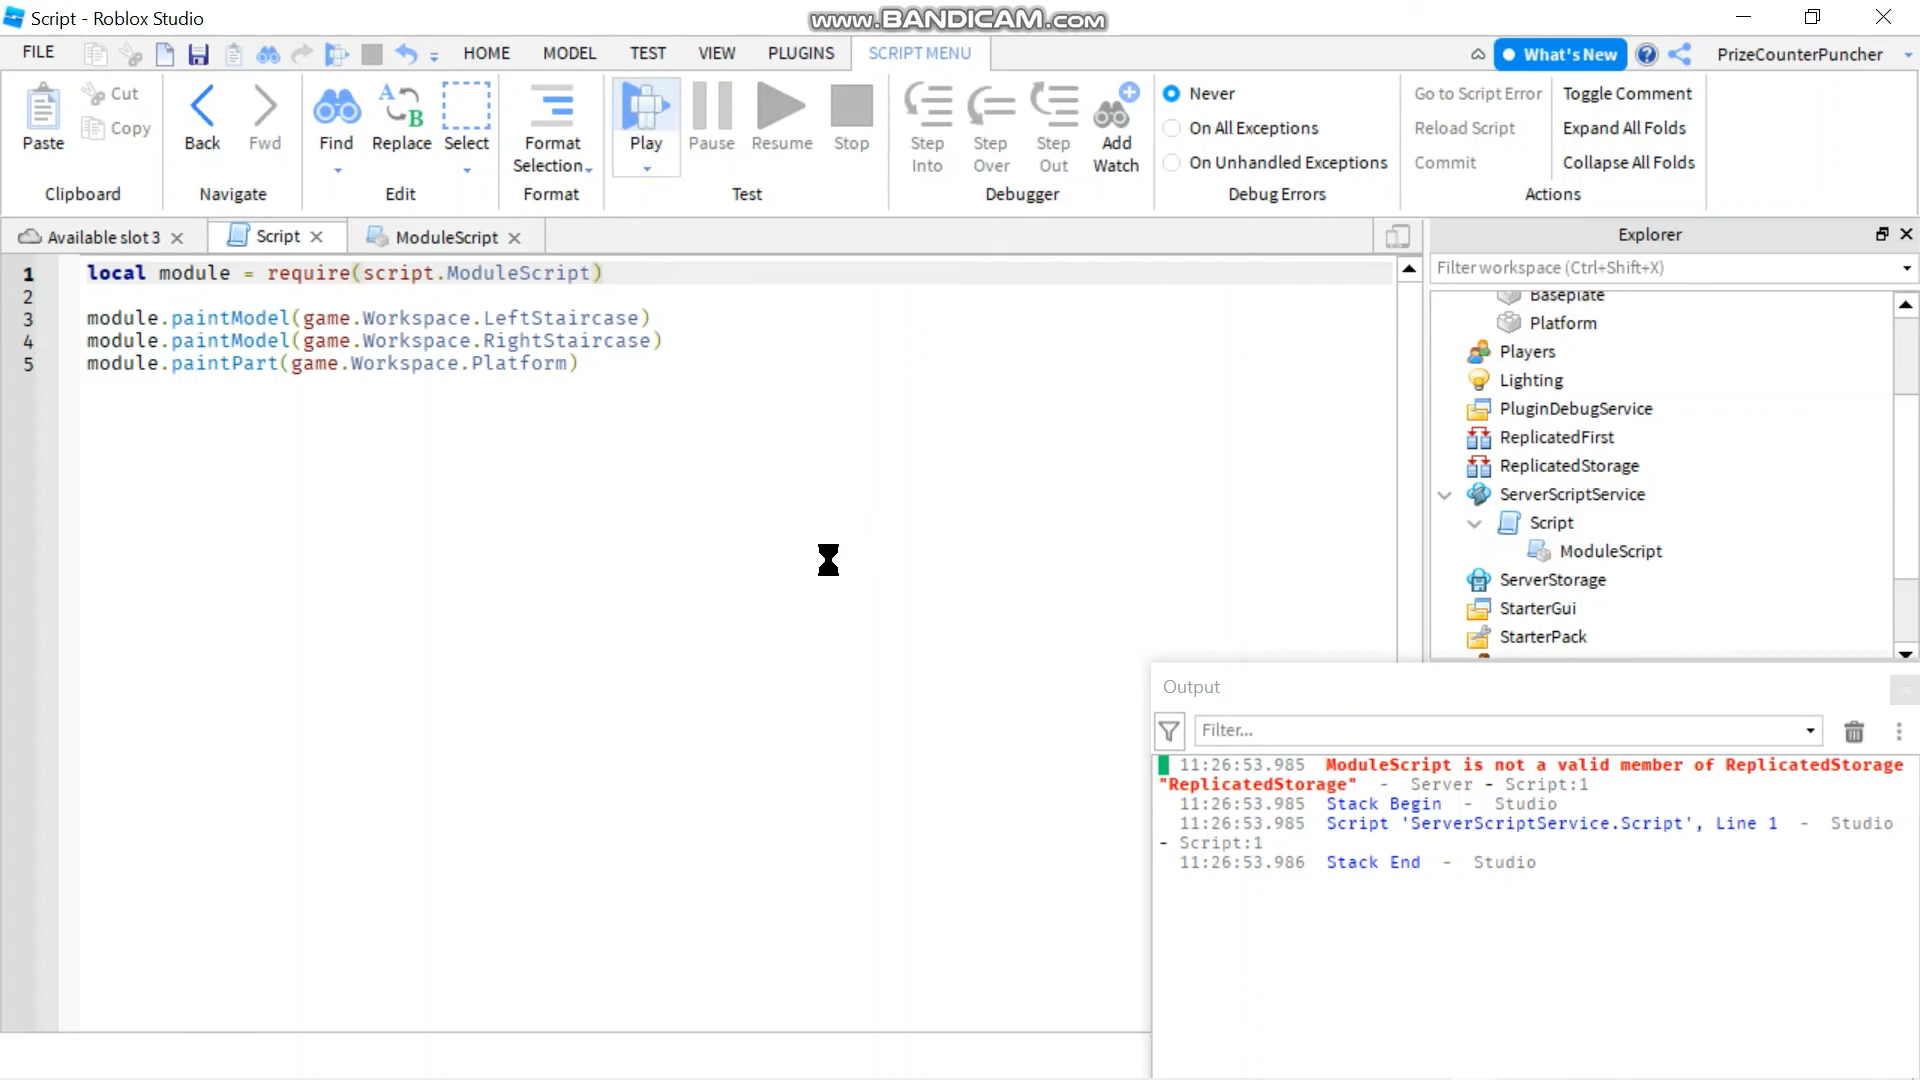 Script - Roblox Studio
www.BANDICAM.com
FILE
HOME
MODEL
TEST
VIEW
PLUGINS
SCRIPT MENU
What's New
PrizeCounterPuncher
Paste
Cut
Copy
Clipboard
Back
Fwd
Navigate
Find
Replace
Select
Edit
Format
Selection
Format
Play
Pause
Resume
Stop
Test
Step
Into
Step
Over
Step
Out
Add
Watch
Debugger
Never
On All Exceptions
On Unhandled Exceptions
Debug Errors
Go to Script Error
Reload Script
Commit
Toggle Comment
Expand All Folds
Collapse All Folds
Actions
Available slot 3
Script
ModuleScript
1 local module = require(script.ModuleScript)
2
3 module.paintModel(game.Workspace.LeftStaircase)
4 module.paintModel(game.Workspace.RightStaircase)
5 module.paintPart(game.Workspace.Platform)
Explorer
Filter workspace (Ctrl+Shift+X)
Baseplate
Platform
Players
Lighting
PluginDebugService
ReplicatedFirst
ReplicatedStorage
ServerScriptService
Script
ModuleScript
ServerStorage
StarterGui
StarterPack
Output
Filter...
11:26:53.985 ModuleScript is not a valid member of ReplicatedStorage
"ReplicatedStorage" - Server - Script:1
11:26:53.985 Stack Begin - Studio
11:26:53.985 Script 'ServerScriptService.Script', Line 1 - Studio
- Script:1
11:26:53.986 Stack End - Studio